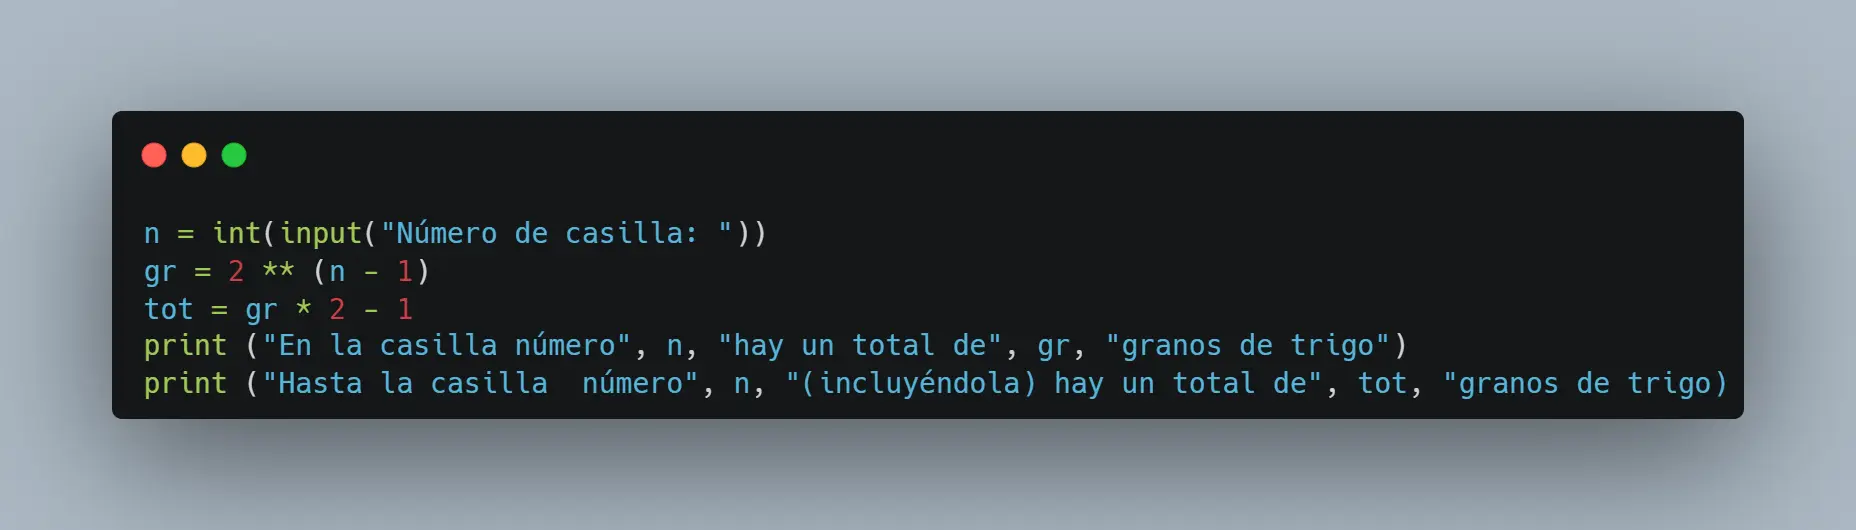 n = int(input("Número de casilla: "))
gr = 2 ** (n - 1)
tot = gr * 2 - 1
print ("En la casilla número", n, "hay un total de", gr, "granos de trigo")
print ("Hasta la casilla  número", n, "(incluyéndola) hay un total de", tot, "granos de trigo)